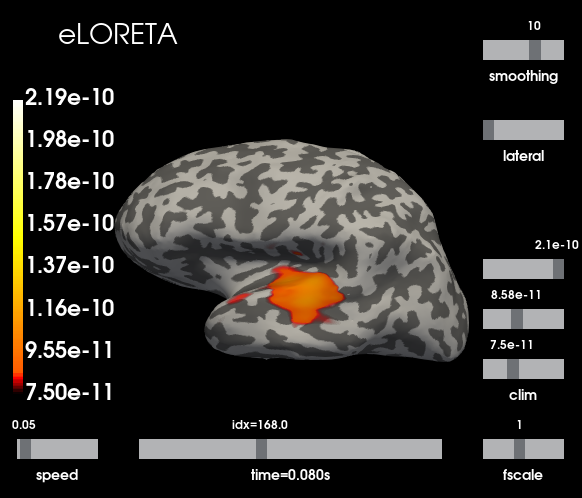 eLORETA
10
smoothing
lateral
2.19e-10
1.98e-10
1.78e-10
1.57e-10
1.37e-10
1.16e-10
9.55e-11
7.50e-11
2.1e-10
8.58e-11
7.5e-11
clim
0.05
speed
idx=168.0
time=0.080s
1
fscale